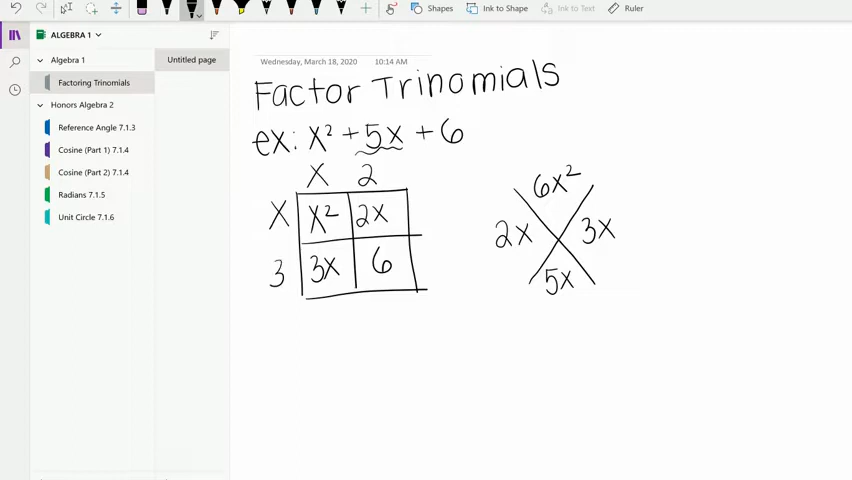 Shapes Ink to Shape Ink to Text Ruler
ALGEBRA 1
Algebra 1
Factoring Trinomials
Honors Algebra 2
Reference Angle 7.1.3
Cosine (Part 1) 7.1.4
Cosine (Part 2) 7.1.4
Radians 7.1.5
Unit Circle 7.1.6
Untitled page
Wednesday, March 18, 2020 10:14 AM
Factor Trinomials
ex: x² + 5x + 6
x 2
x x² 2x
3 3x 6
6x²
2x 3x
5x